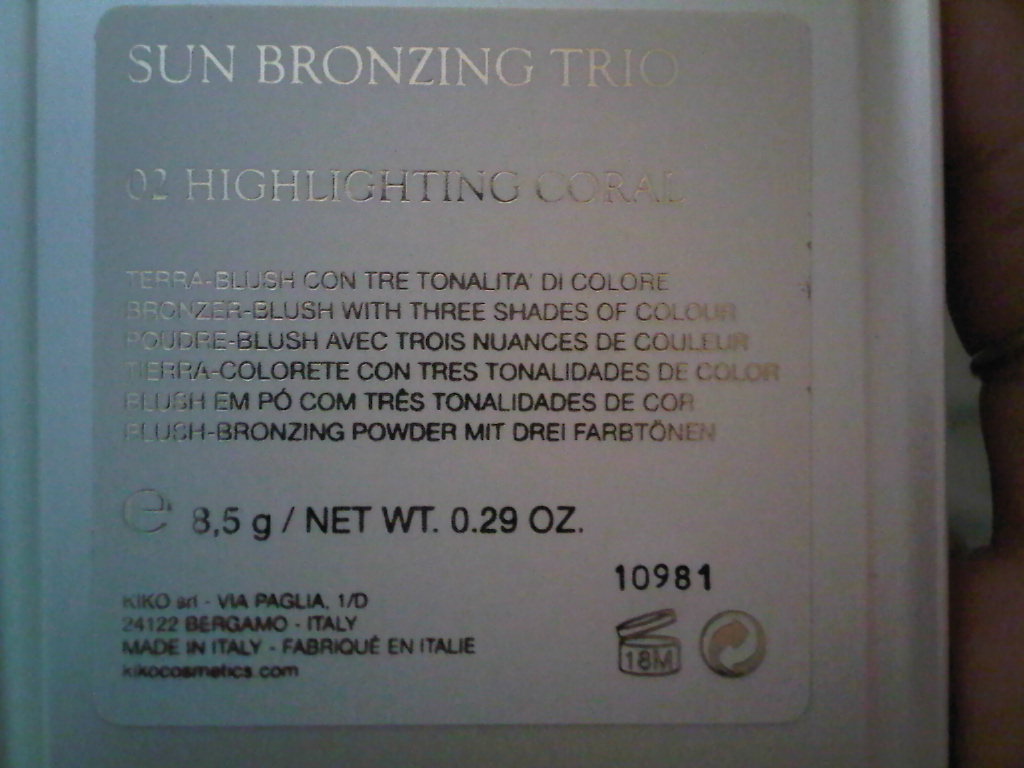 SUN BRONZING TRIO
02 HIGHLIGHTING CORAL
TERRA-BLUSH CON TRE TONALITA' DI COLORE
BRONZER-BLUSH WITH THREE SHADES OF COLOUR
POUDRE-BLUSH AVEC TROIS NUANCES DE COULEUR
TIERRA-COLORETE CON TRES TONALIDADES DE COLOR
BLUSH EM PÓ COM TRÊS TONALIDADES DE COR
BLUSH-BRONZING POWDER MIT DREI FARBTÖNEN
e 8,5 g / NET WT. 0.29 OZ.
10981
KIKO srl - VIA PAGLIA, 1/D
24122 BERGAMO - ITALY
MADE IN ITALY - FABRIQUÉ EN ITALIE
kikocosmetics.com
18M